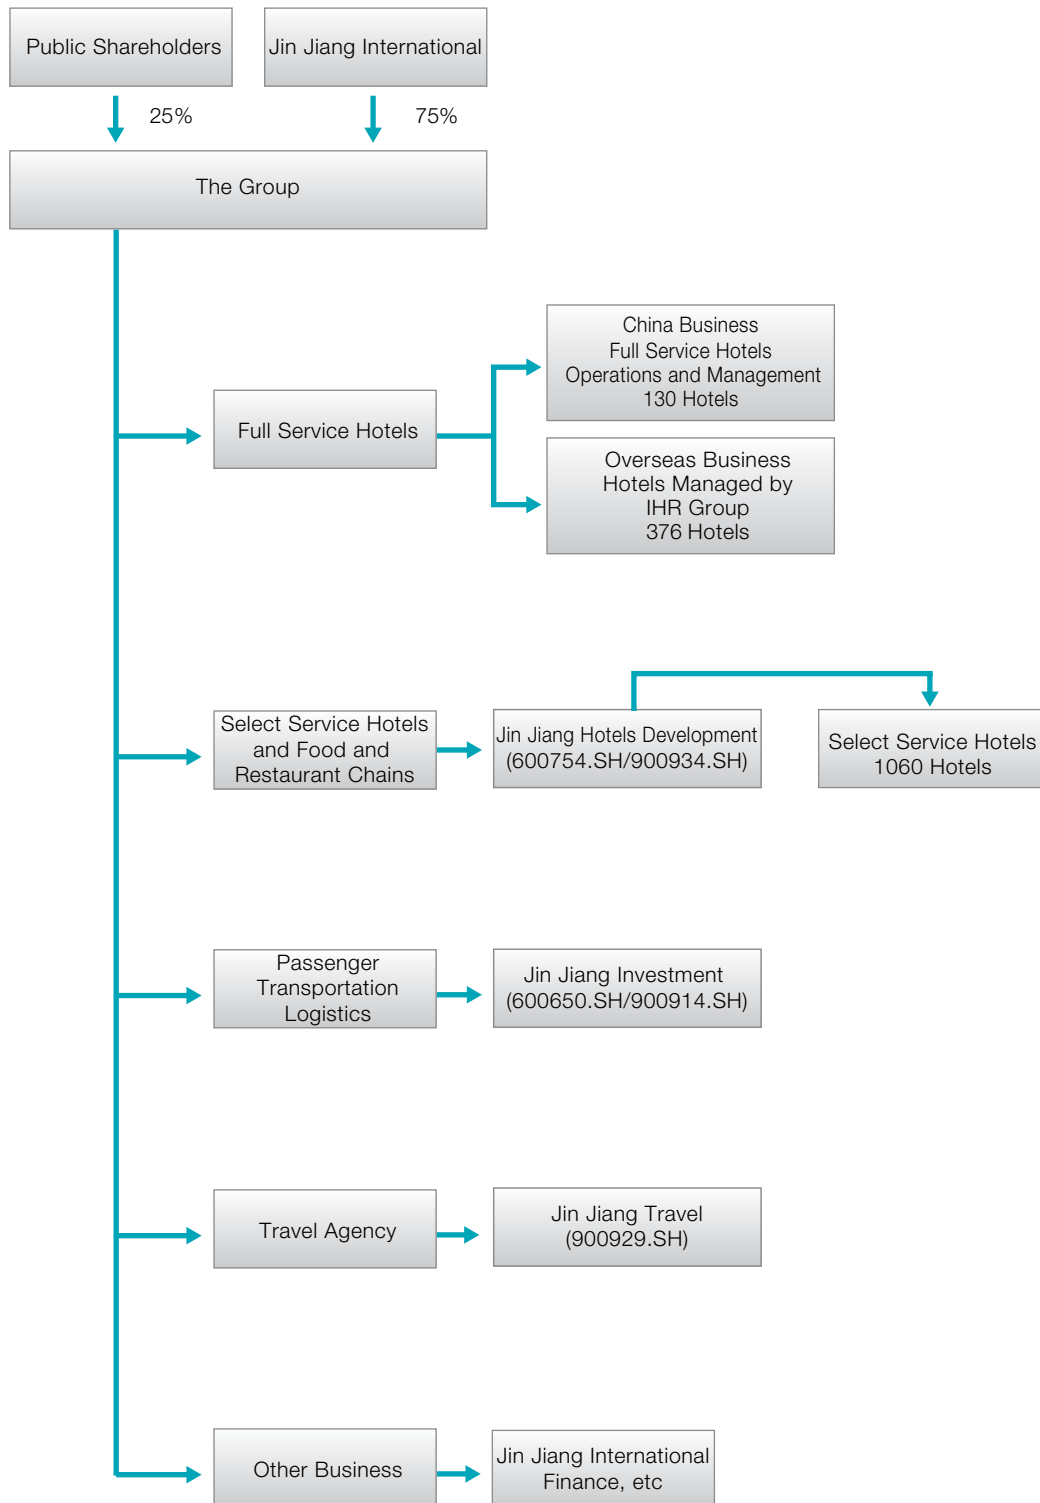 Public Shareholders
Jin Jiang International
25%
75%
The Group
China Business
Full Service Hotels
Operations and Management
130 Hotels
Full Service Hotels
Overseas Business
Hotels Managed by
IHR Group
376 Hotels
Select Service Hotels
and Food and
Restaurant Chains
Jin Jiang Hotels Development
(600754.SH/900934.SH)
Select Service Hotels
1060 Hotels
Passenger
Transportation
Logistics
Jin Jiang Investment
(600650.SH/900914.SH)
Travel Agency
Jin Jiang Travel
(900929.SH)
Other Business
Jin Jiang International
Finance, etc